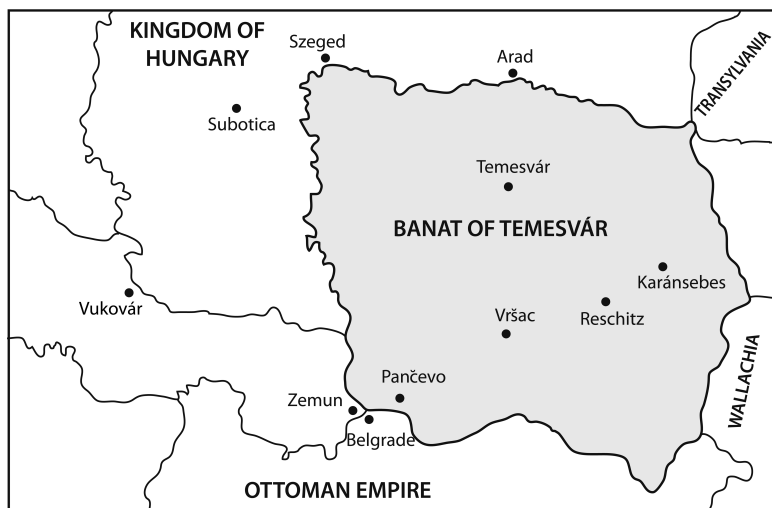 KINGDOM OF
HUNGARY
Szeged
Arad
TRANSYLVANIA
Subotica
Temesvár
BANAT OF TEMESVÁR
Karánsebes
Vukovár
Reschitz
Vršac
WALLACHIA
Pančevo
Zemun
Belgrade
OTTOMAN EMPIRE